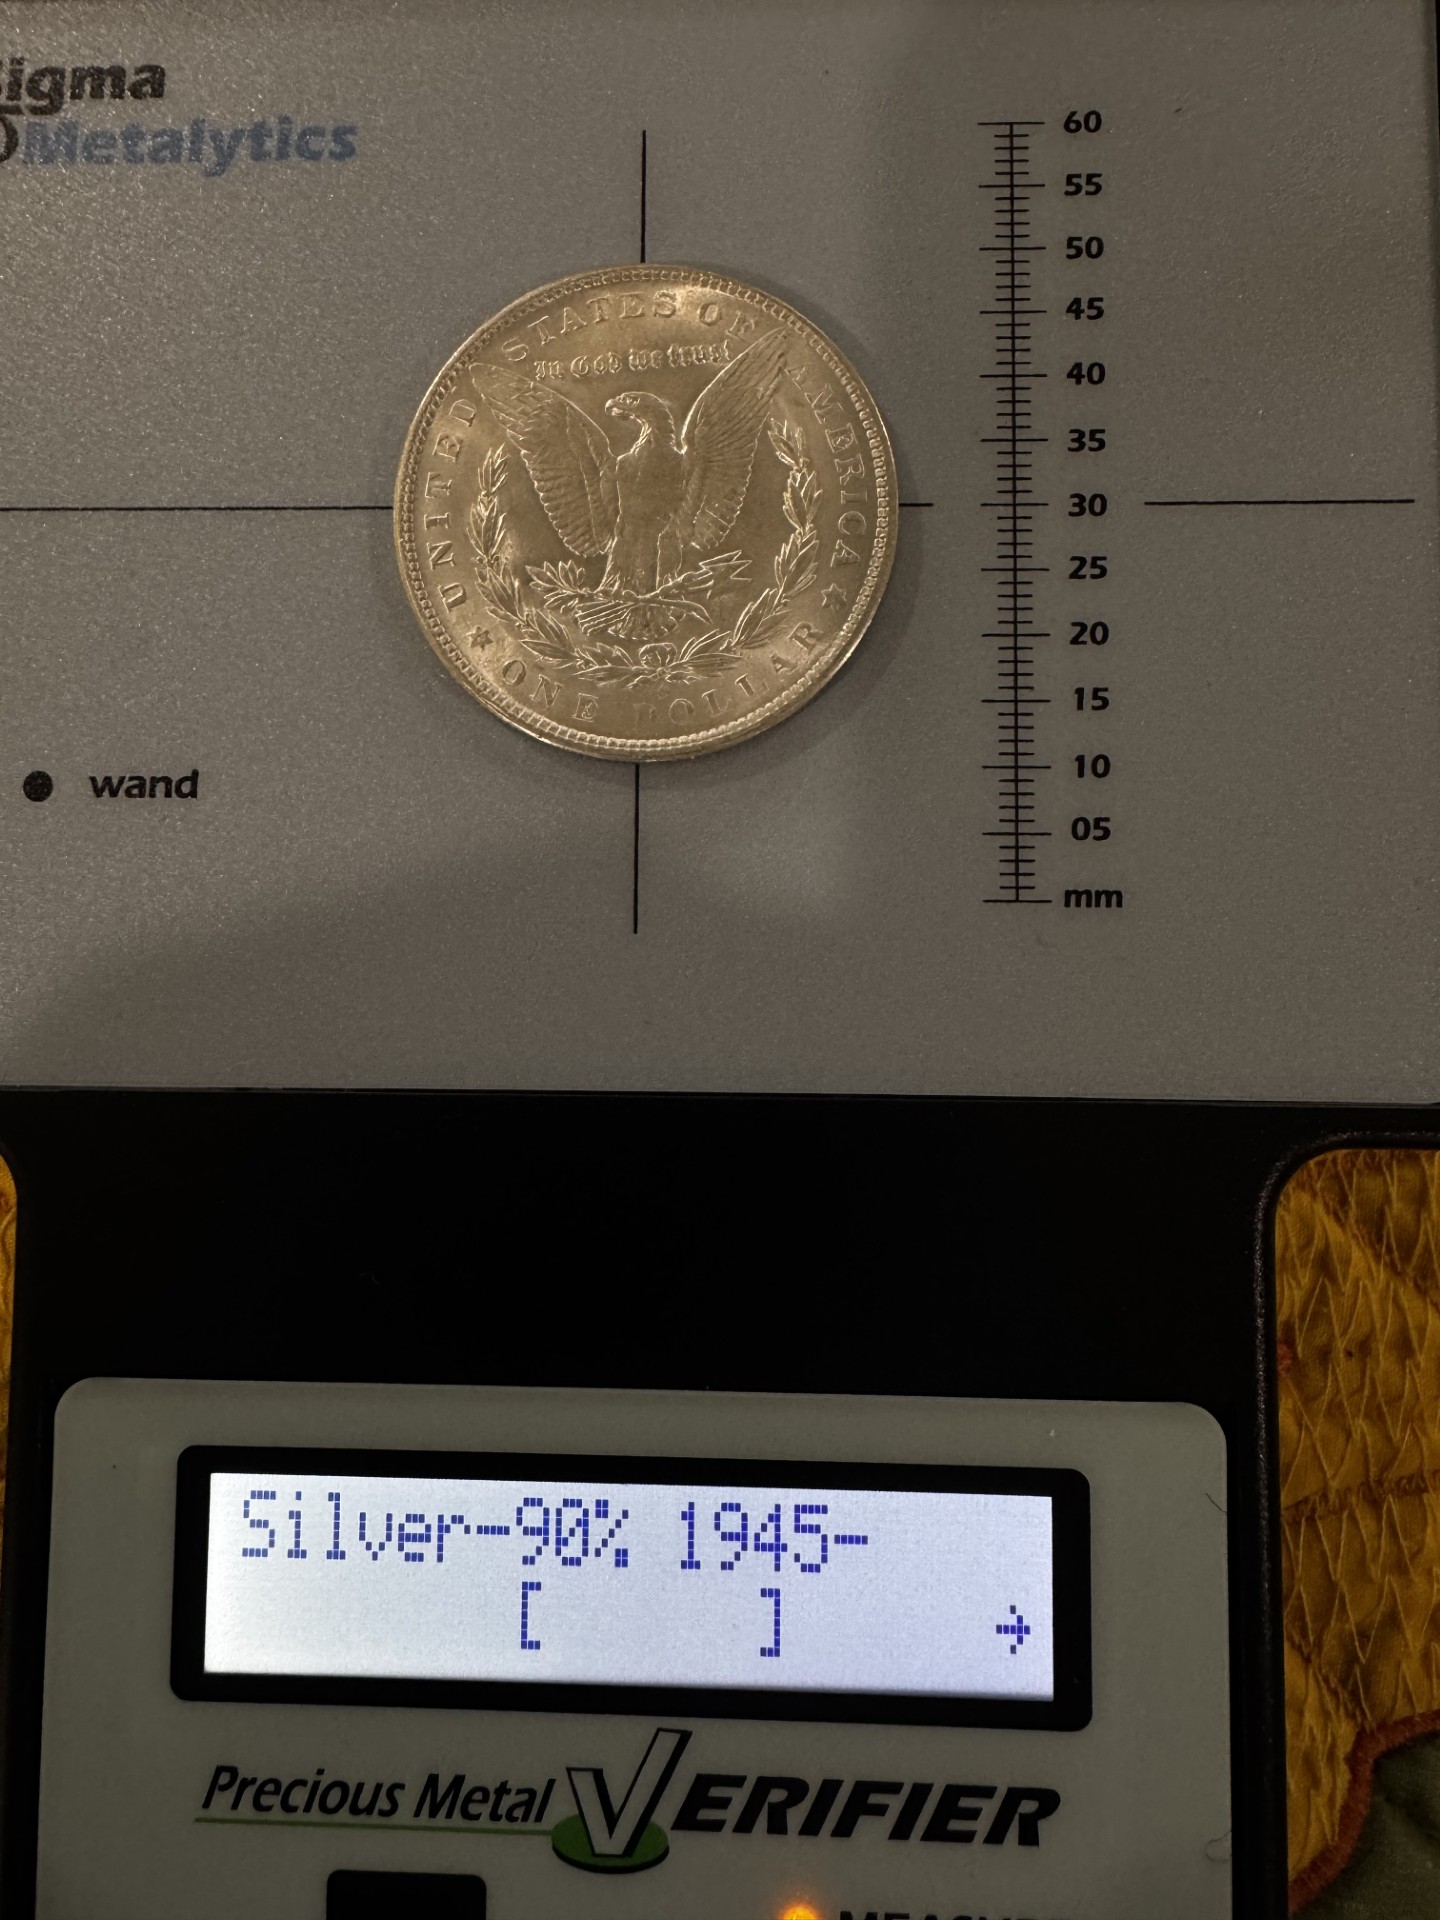 Sigma
Metalytics
60
55
50
45
40
35
30
25
20
15
10
05
mm
UNITED STATES OF AMERICA
In God we trust
ONE DOLLAR
wand
Silver-90% 1945-
[ ] →
Precious Metal VERIFIER